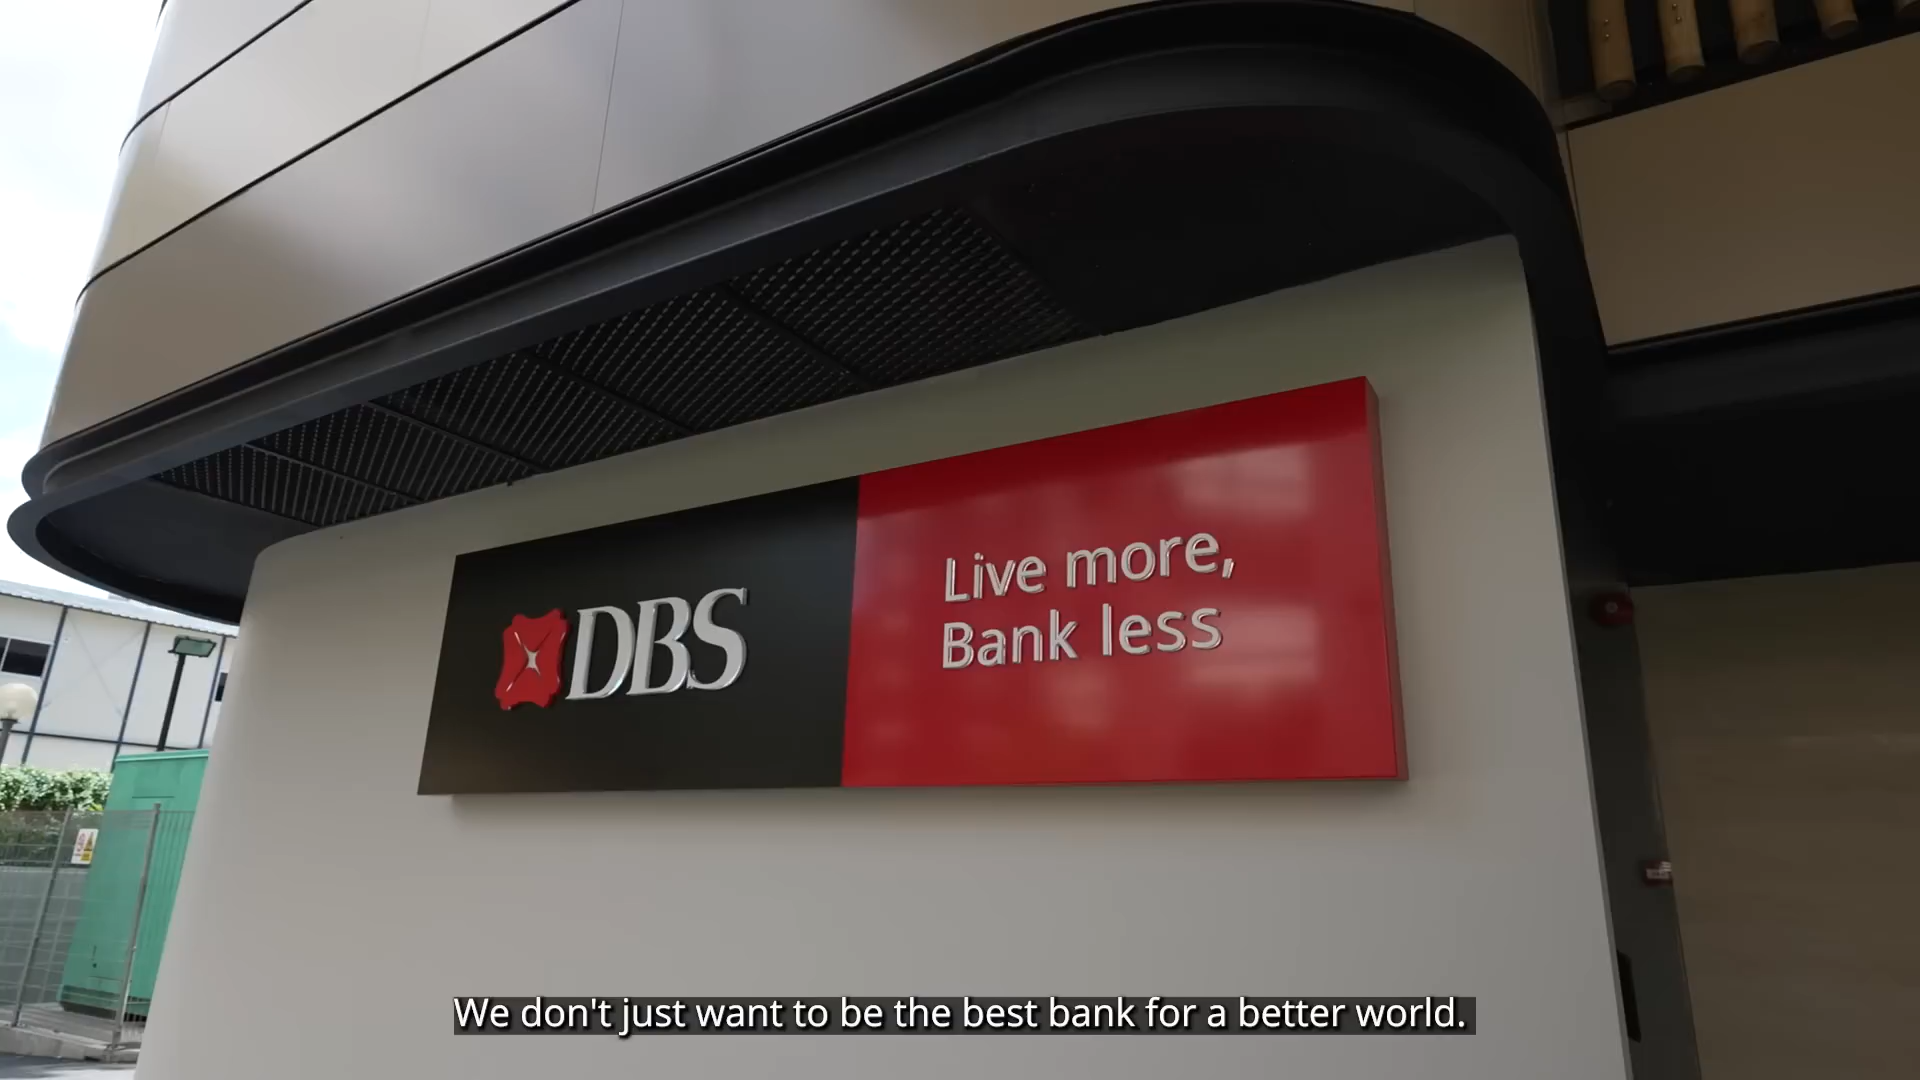 DBS
Live more,
Bank less
We don't just want to be the best bank for a better world.